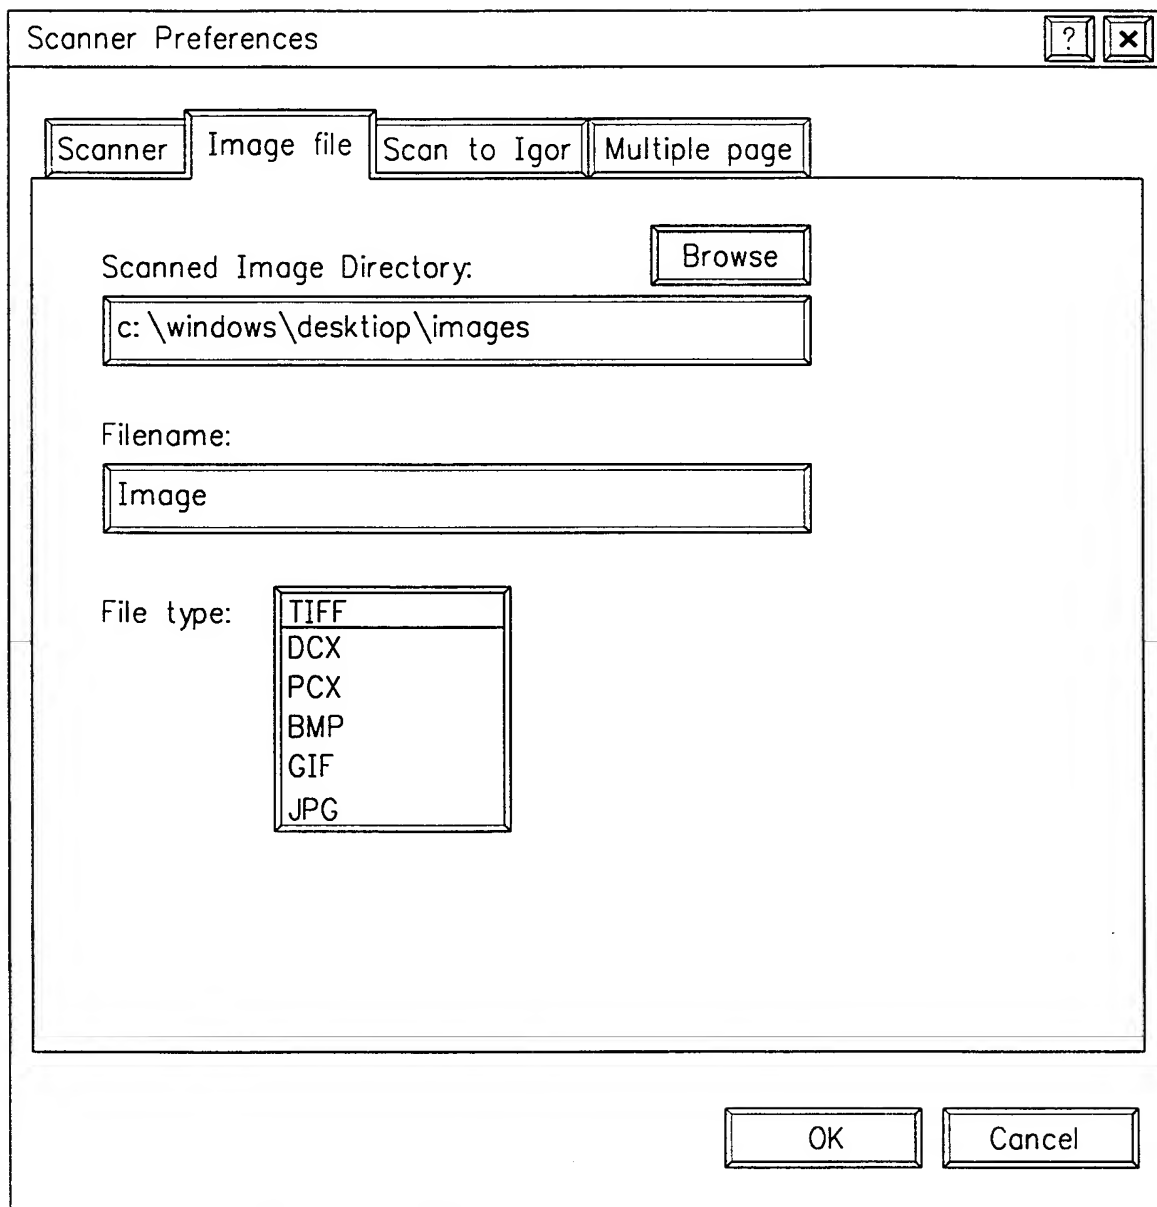 Scanner Preferences ? ×
Scanner Image file Scan to Igor Multiple page
Browse
Scanned Image Directory:
c:\windows\desktiop\images
Filename:
Image
File type: TIFF
DCX
PCX
BMP
GIF
JPG
OK Cancel